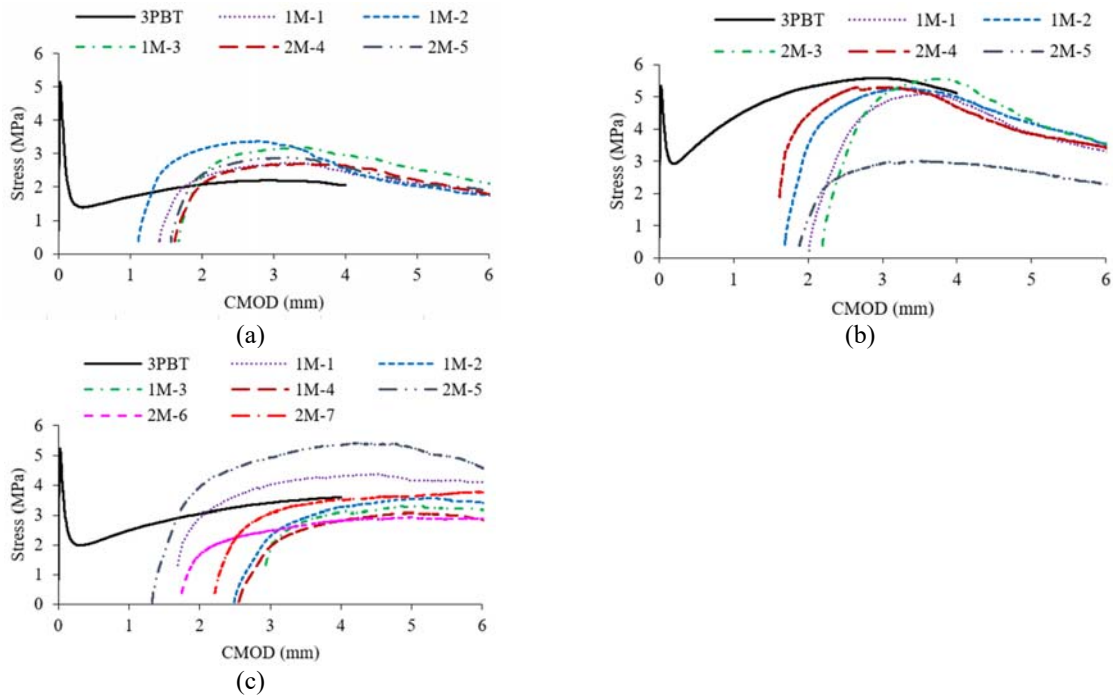 3PBT 1M-1 1M-2
1M-3 2M-4 2M-5
6
5
4
3
2
1
0
Stress (MPa)
0 1 2 3 4 5 6
CMOD (mm)
(a)
3PBT 1M-1 1M-2
2M-3 2M-4 2M-5
6
5
4
3
2
1
0
Stress (MPa)
0 1 2 3 4 5 6
CMOD (mm)
(b)
3PBT 1M-1 1M-2
1M-3 1M-4 2M-5
2M-6 2M-7
6
5
4
3
2
1
0
Stress (MPa)
0 1 2 3 4 5 6
CMOD (mm)
(c)